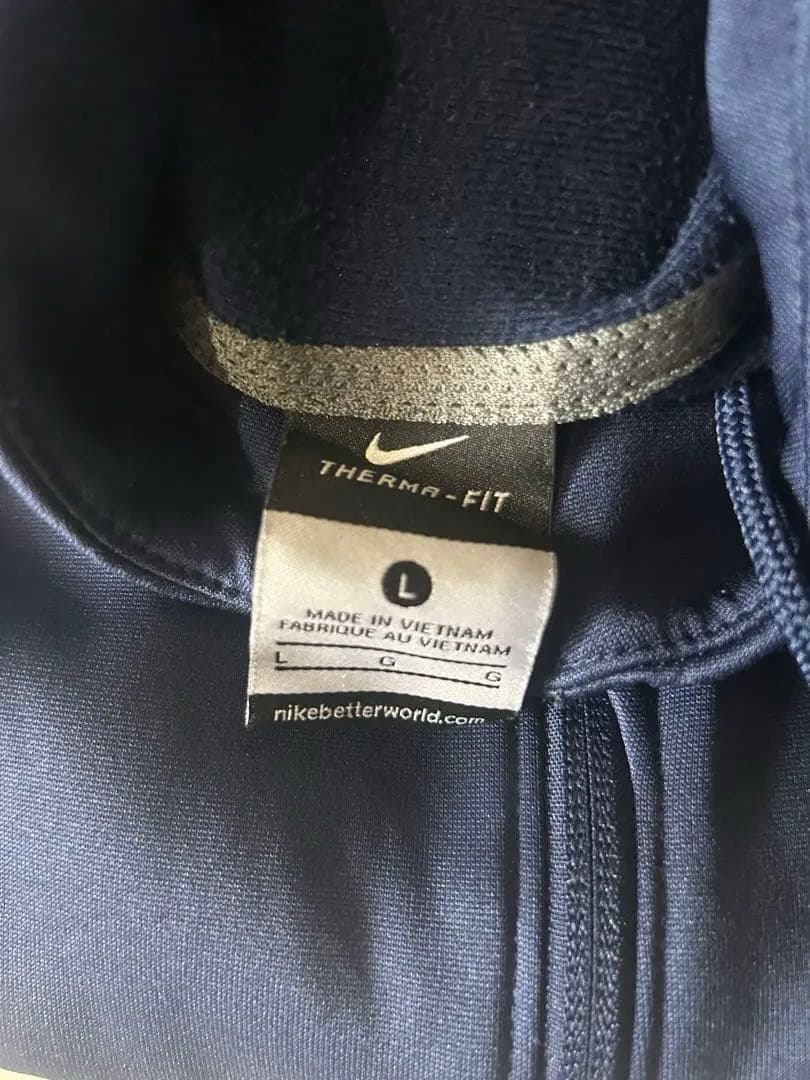 THERMA-FIT
L
MADE IN VIETNAM
FABRIQUE AU VIETNAM
L G G
nikebetterworld.com